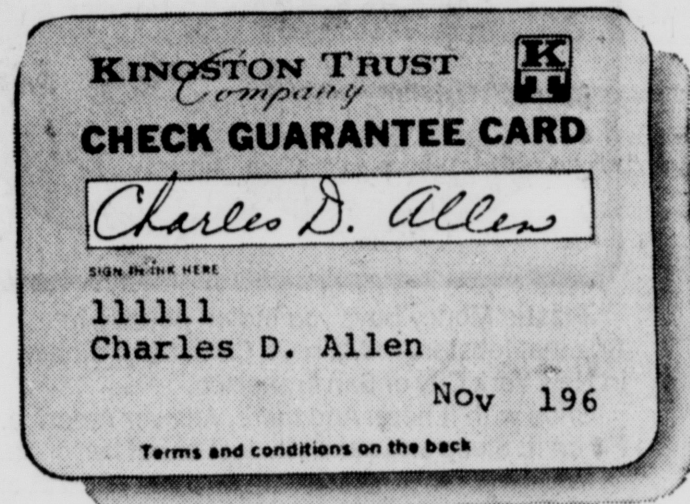 KINGSTON TRUST
Company
KT
CHECK GUARANTEE CARD
Charles D. Allen
SIGN IN INK HERE
111111
Charles D. Allen
Nov 196
Terms and conditions on the back